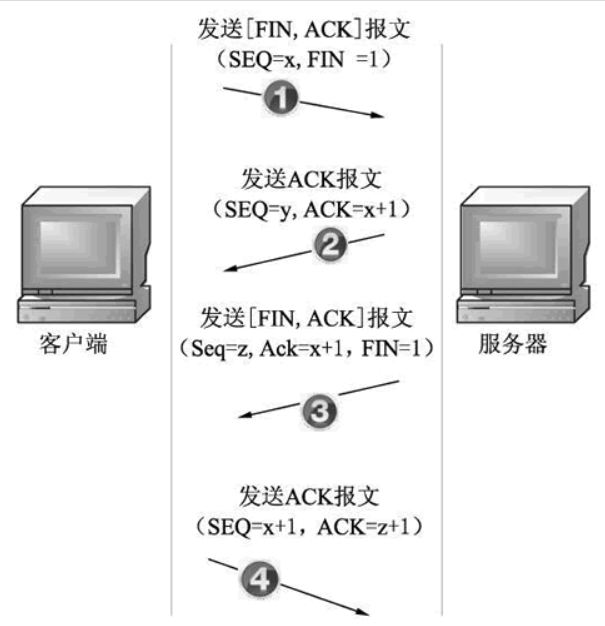 发送[FIN, ACK]报文
（SEQ=x, FIN =1）
1
发送ACK报文
（SEQ=y, ACK=x+1）
2
发送[FIN, ACK]报文
（Seq=z, Ack=x+1，FIN=1）
客户端
服务器
3
发送ACK报文
（SEQ=x+1，ACK=z+1）
4